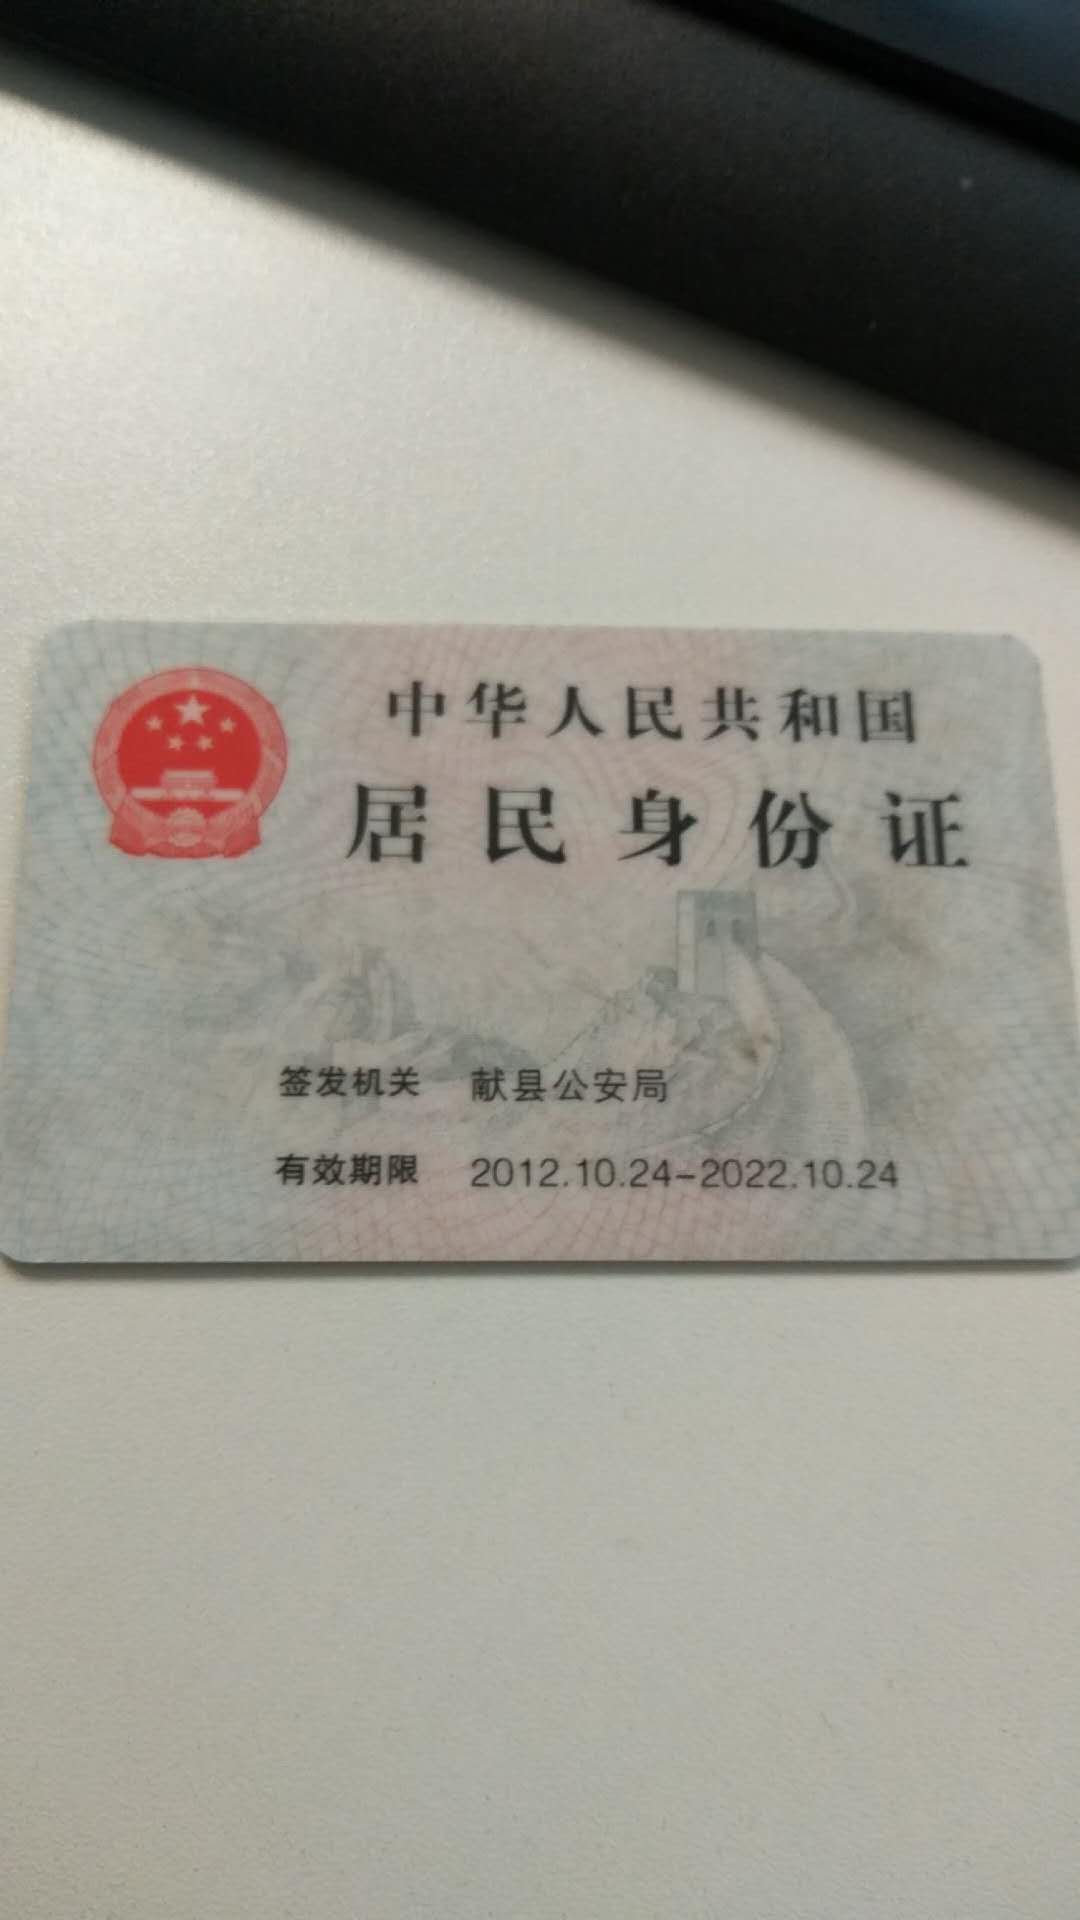 中华人民共和国
居民身份证
签发机关 献县公安局
有效期限 2012.10.24-2022.10.24